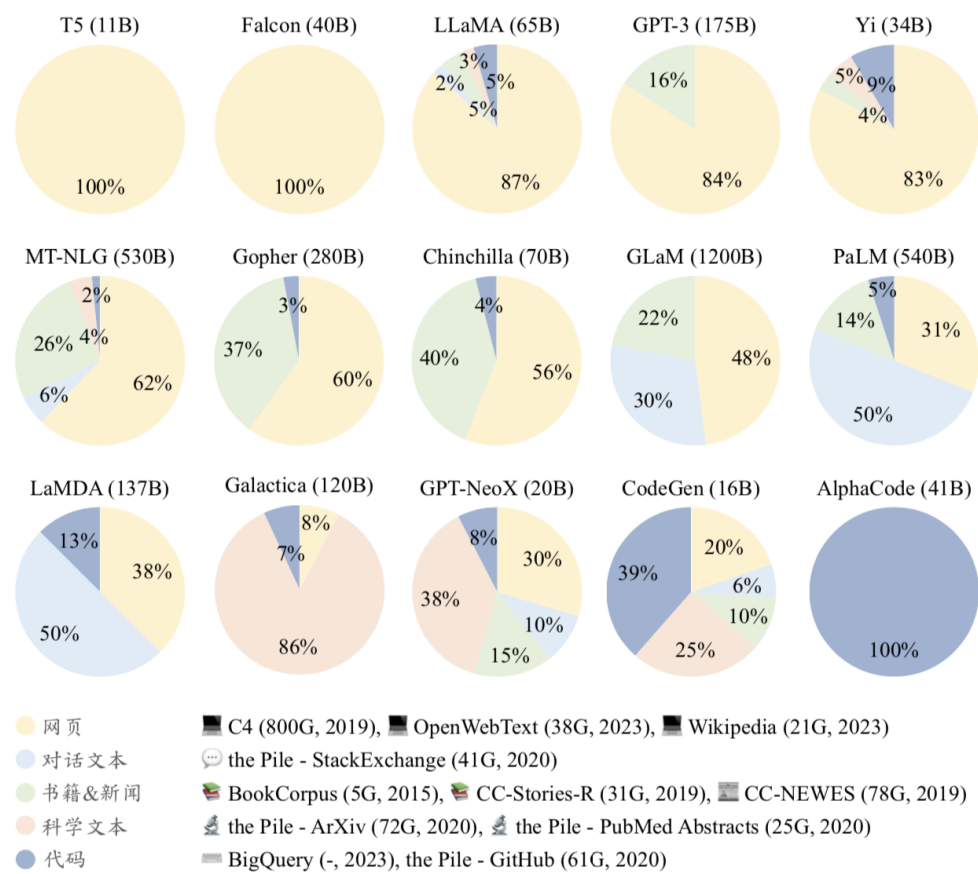 T5 (11B) Falcon (40B) LLaMA (65B) GPT-3 (175B) Yi (34B)
100%
100%
3% 5% 2% 5% 87%
16% 84%
5% 9% 4% 83%
MT-NLG (530B) Gopher (280B) Chinchilla (70B) GLaM (1200B) PaLM (540B)
2% 26% 4% 6% 62%
3% 37% 60%
4% 40% 56%
22% 48% 30%
5% 14% 31% 50%
LaMDA (137B) Galactica (120B) GPT-NeoX (20B) CodeGen (16B) AlphaCode (41B)
13% 38% 50%
8% 7% 86%
8% 30% 38% 10% 15%
20% 39% 6% 10% 25%
100%
网页 C4 (800G, 2019), OpenWebText (38G, 2023), Wikipedia (21G, 2023)
对话文本 the Pile - StackExchange (41G, 2020)
书籍&新闻 BookCorpus (5G, 2015), CC-Stories-R (31G, 2019), CC-NEWES (78G, 2019)
科学文本 the Pile - ArXiv (72G, 2020), the Pile - PubMed Abstracts (25G, 2020)
代码 BigQuery (-, 2023), the Pile - GitHub (61G, 2020)